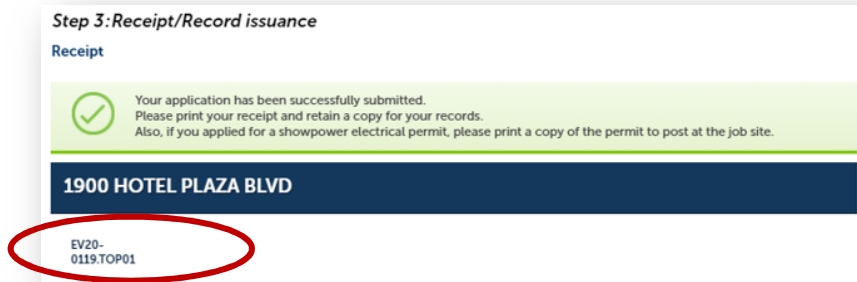 Step 3:Receipt/Record issuance
Receipt
Your application has been successfully submitted.
Please print your receipt and retain a copy for your records.
Also, if you applied for a showpower electrical permit, please print a copy of the permit to post at the job site.
1900 HOTEL PLAZA BLVD
EV20-
0119.TOP01